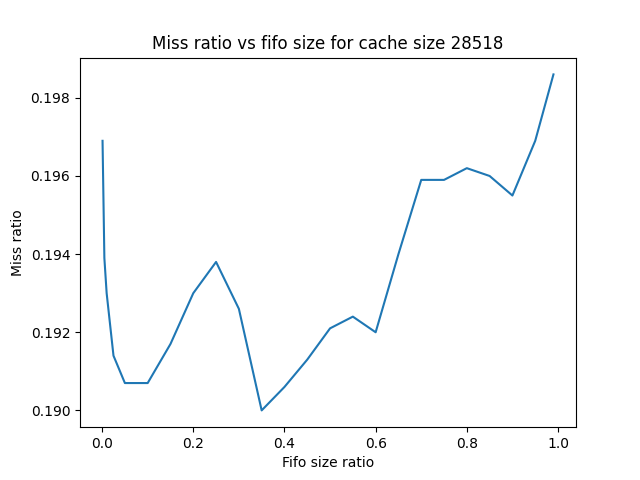 Miss ratio vs fifo size for cache size 28518
Miss ratio
0.198
0.196
0.194
0.192
0.190
0.0 0.2 0.4 0.6 0.8 1.0
Fifo size ratio